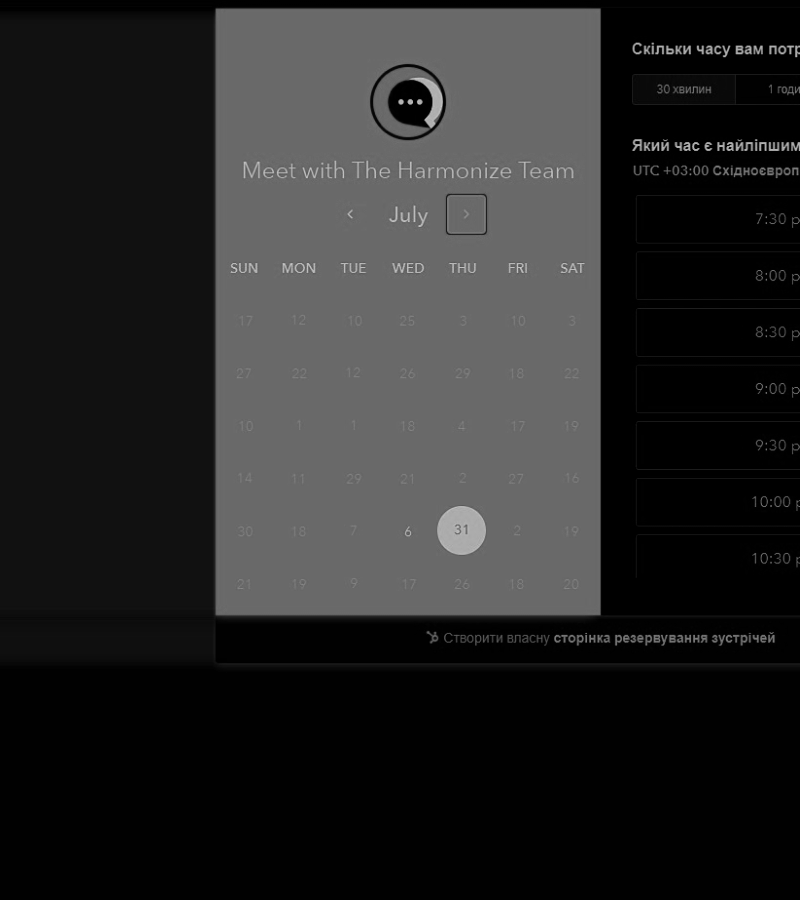 Meet with The Harmonize Team
July
SUN MON TUE WED THU FRI SAT
17 12 10 25 3 10 3
27 22 12 26 29 18 22
10 1 1 18 4 17 19
14 11 29 21 2 27 16
30 18 7 6 31 2 19
21 19 9 17 26 18 20
Скільки часу вам
30 хвилин 1
Який час є найліпшим
UTC +03:00
7:30
8:00
8:30
9:00
9:30
10:00
10:30
Створити власну сторінка резервування зустрічей